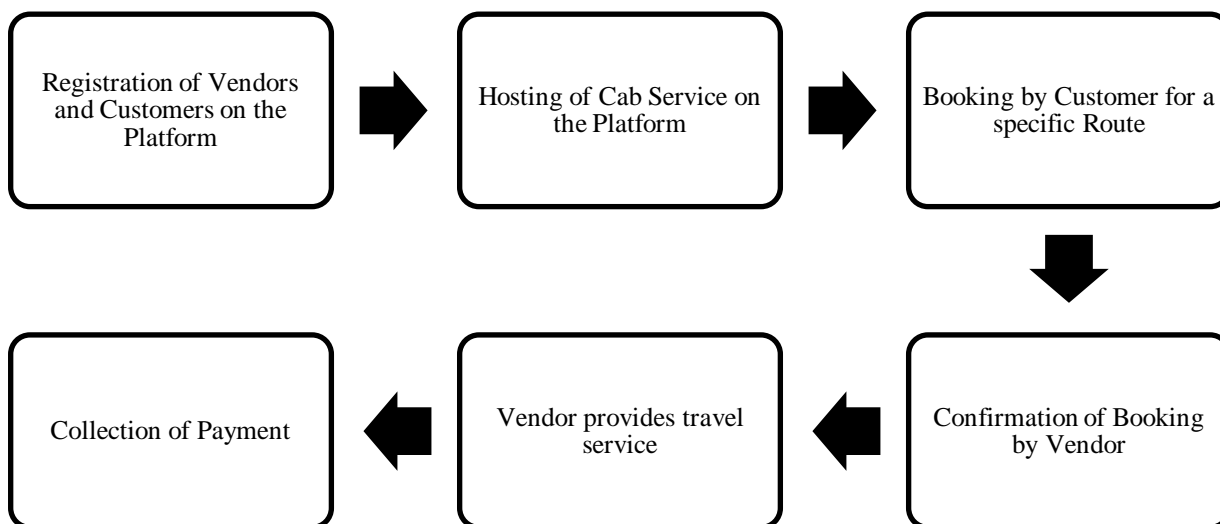 Registration of Vendors
and Customers on the
Platform
Hosting of Cab Service on
the Platform
Booking by Customer for a
specific Route
Confirmation of Booking
by Vendor
Vendor provides travel
service
Collection of Payment